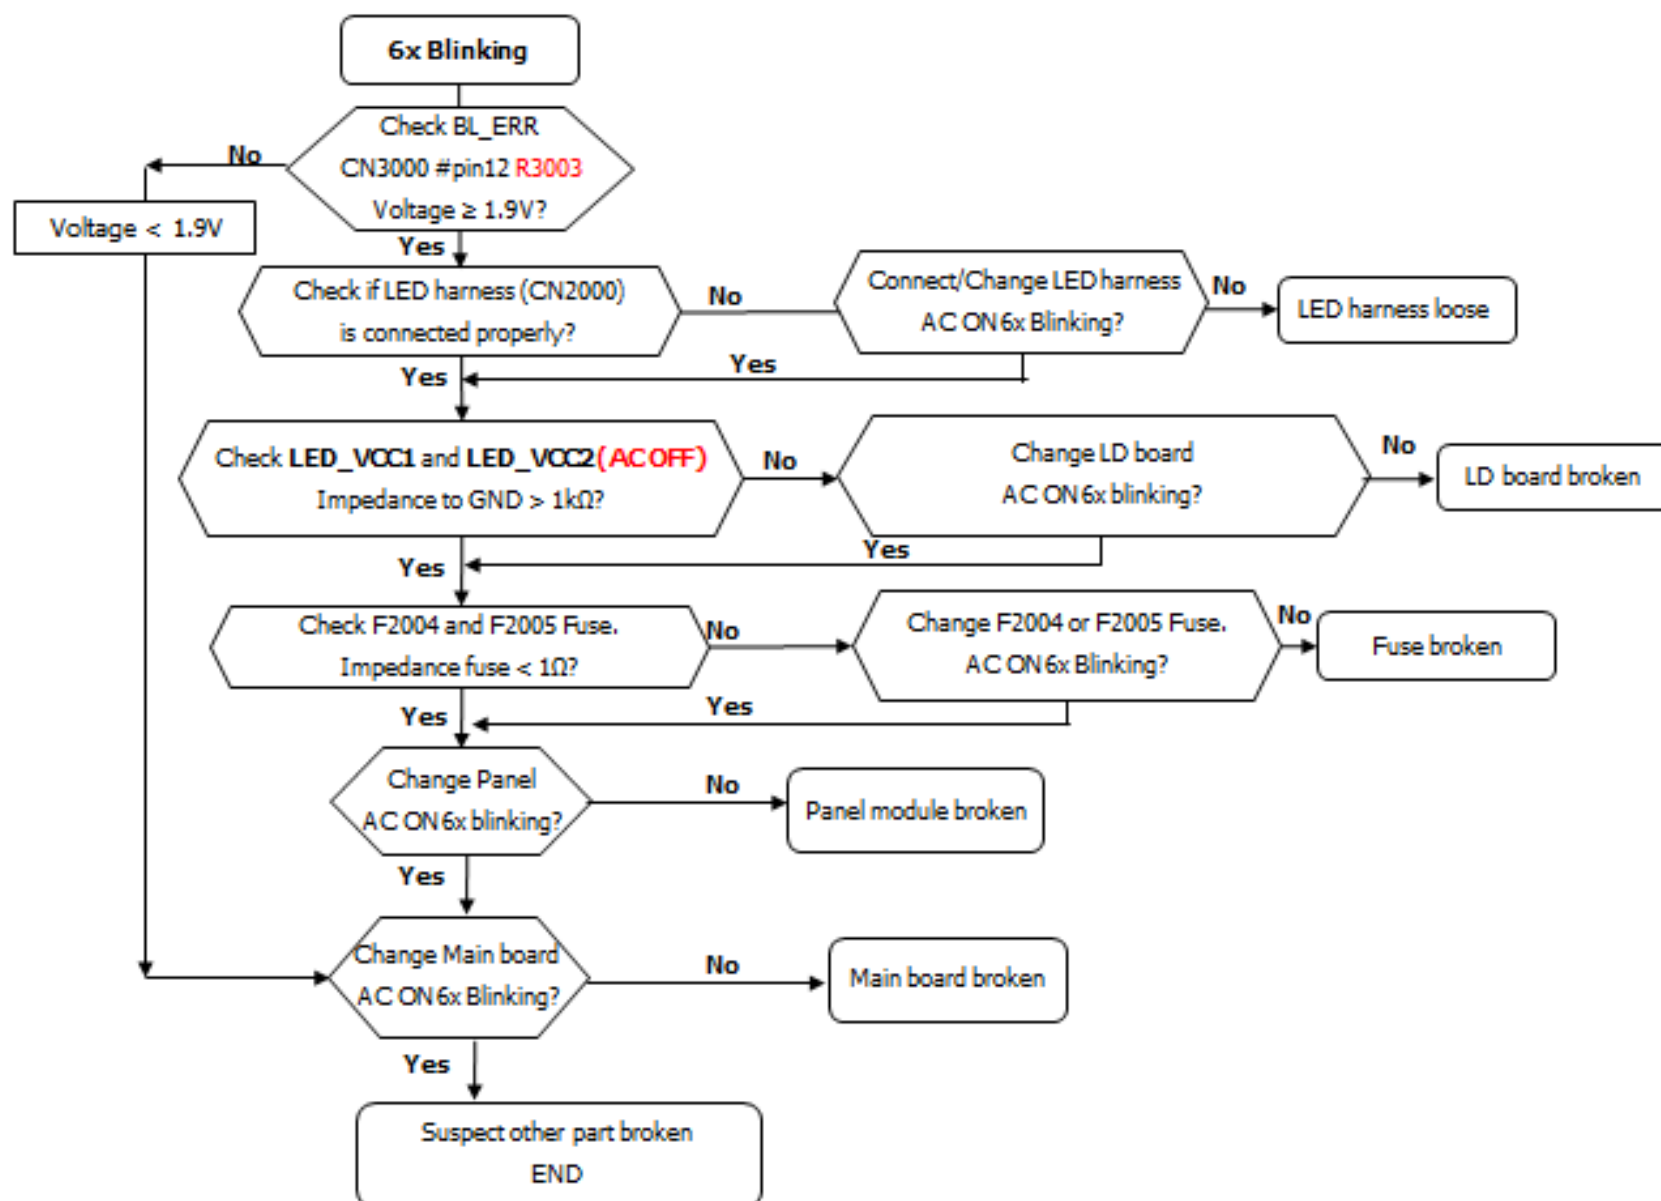 6x Blinking
Check BL_ERR
CN3000 #pin12 R3003
Voltage ≥ 1.9V?
No
Voltage < 1.9V
Yes
Check if LED harness (CN2000)
is connected properly?
No
Connect/Change LED harness
AC ON 6x Blinking?
No
LED harness loose
Yes
Yes
Check LED_VCC1 and LED_VCC2 (AC OFF)
Impedance to GND > 1kΩ?
No
Change LD board
AC ON 6x blinking?
No
LD board broken
Yes
Yes
Check F2004 and F2005 Fuse.
Impedance fuse < 1Ω?
No
Change F2004 or F2005 Fuse.
AC ON 6x Blinking?
No
Fuse broken
Yes
Yes
Change Panel
AC ON 6x blinking?
No
Panel module broken
Yes
Change Main board
AC ON 6x Blinking?
No
Main board broken
Yes
Suspect other part broken
END